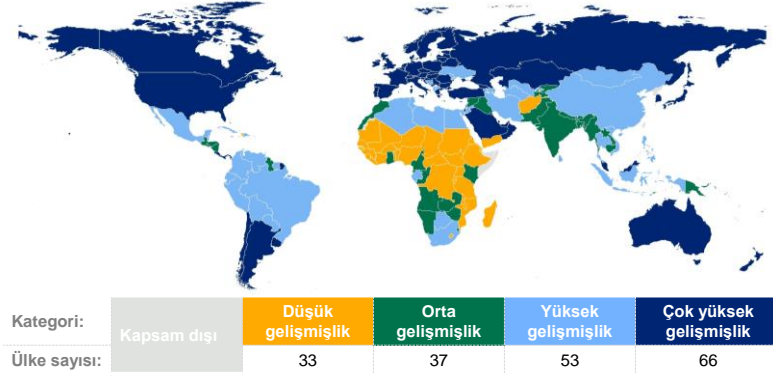 Kategori:
Kapsam dışı
Düşük
gelişmişlik
Orta
gelişmişlik
Yüksek
gelişmişlik
Çok yüksek
gelişmişlik
Ülke sayısı:
33
37
53
66